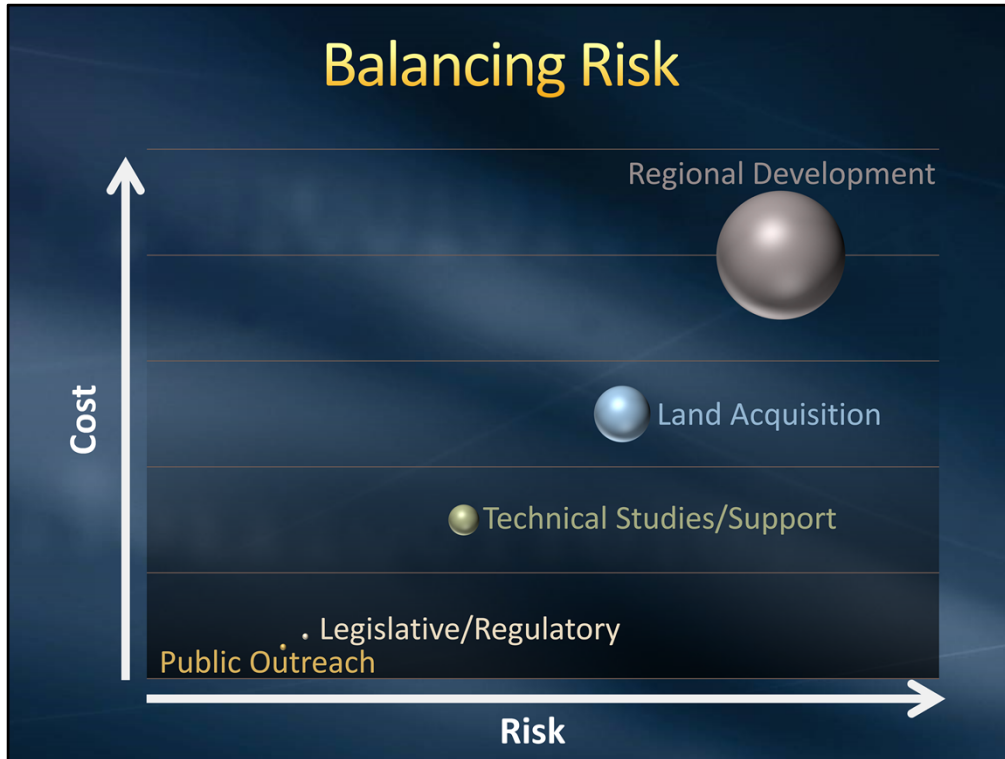 Balancing Risk
Regional Development
Land Acquisition
Technical Studies/Support
Legislative/Regulatory
Public Outreach
Cost
Risk